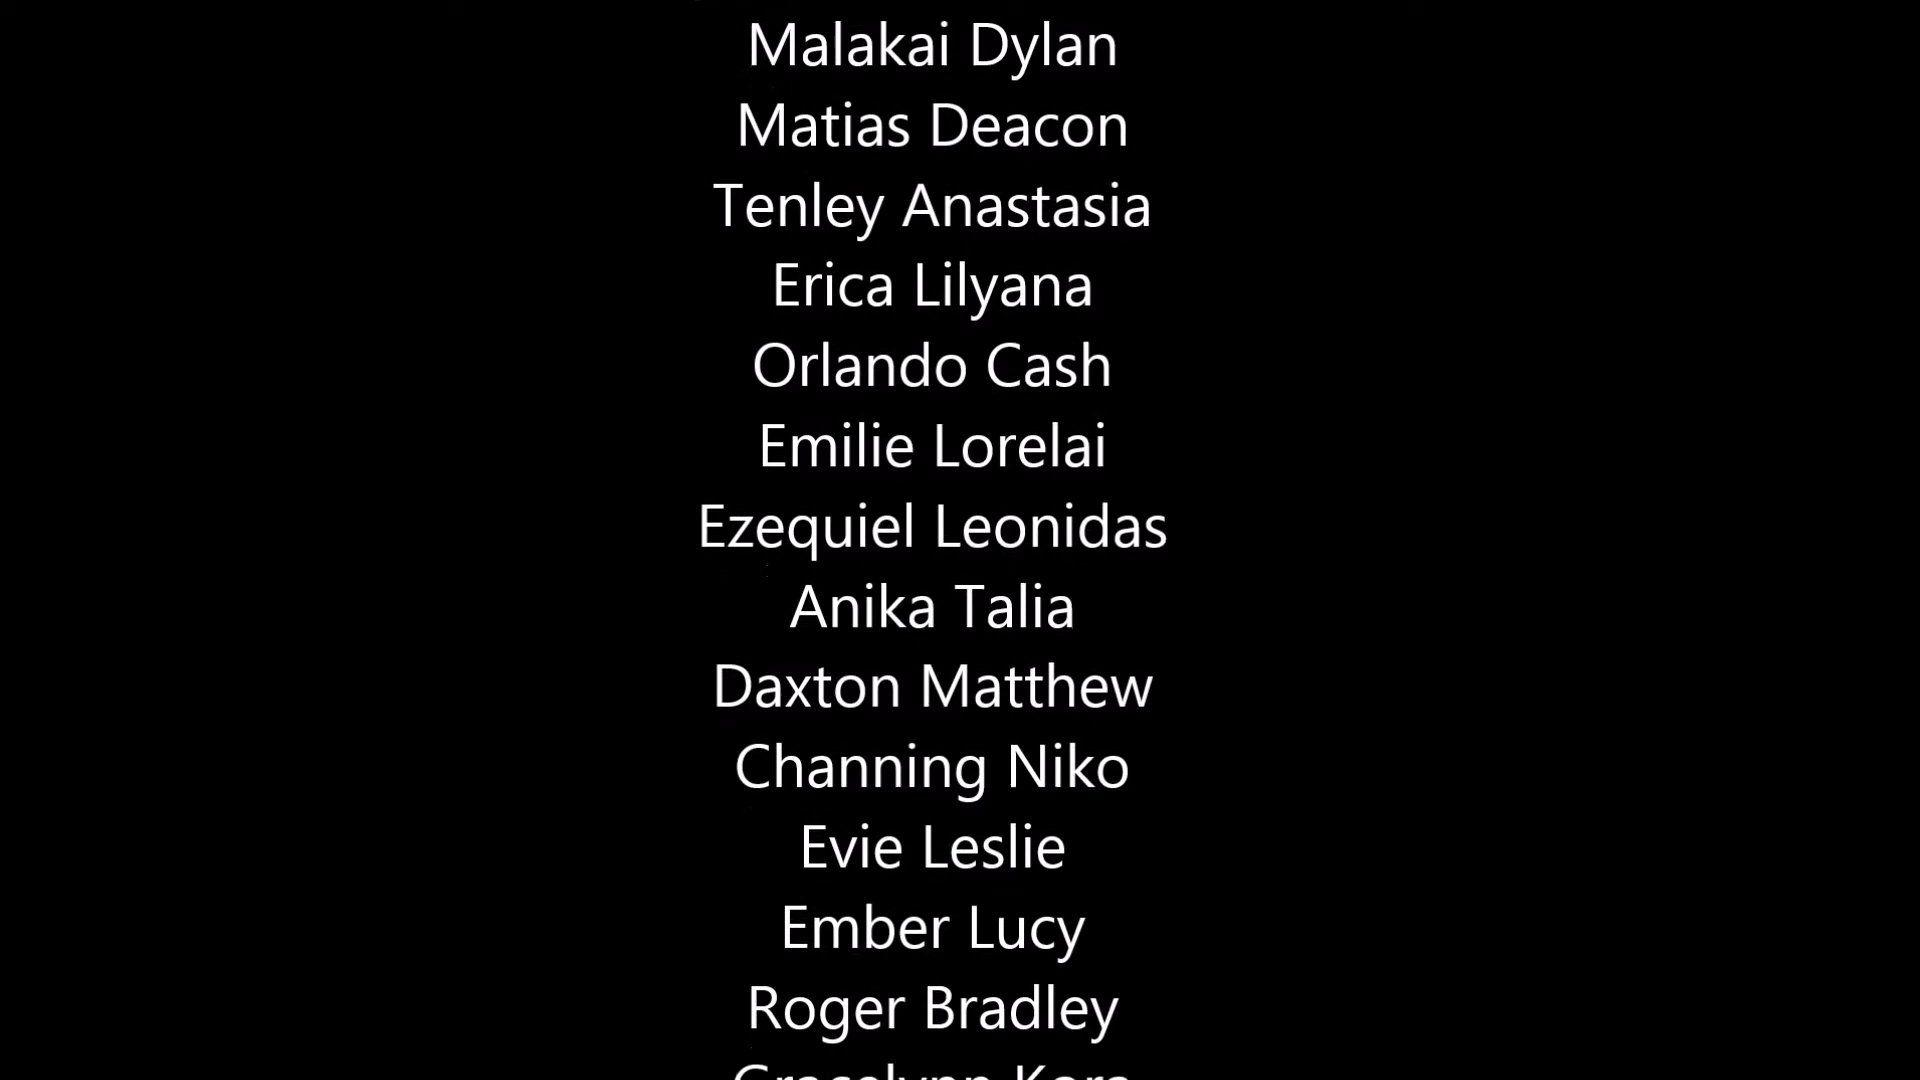 Malakai Dylan
Matias Deacon
Tenley Anastasia
Erica Lilyana
Orlando Cash
Emilie Lorelai
Ezequiel Leonidas
Anika Talia
Daxton Matthew
Channing Niko
Evie Leslie
Ember Lucy
Roger Bradley